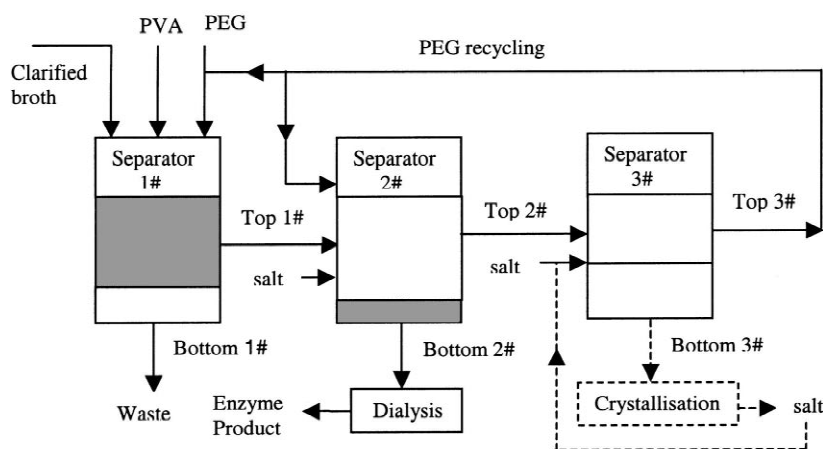 PVA
PEG
PEG recycling
Clarified
broth
Separator
1#
Separator
2#
Separator
3#
Top 1#
Top 2#
Top 3#
salt
salt
Bottom 1#
Bottom 2#
Bottom 3#
Waste
Enzyme
Product
Dialysis
Crystallisation
salt